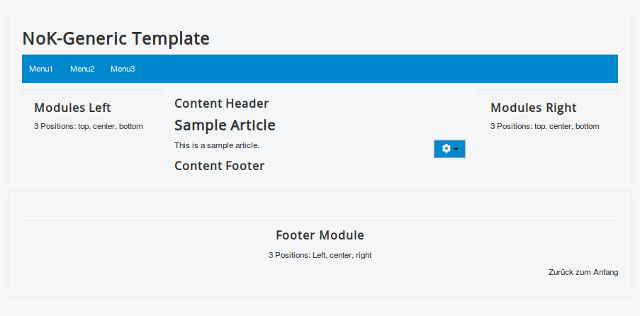 NoK-Generic Template
Menu1 Menu2 Menu3
Modules Left
3 Positions: top, center, bottom
Content Header
Sample Article
This is a sample article.
Content Footer
Modules Right
3 Positions: top, center, bottom
Footer Module
3 Positions: Left, center, right
Zurück zum Anfang